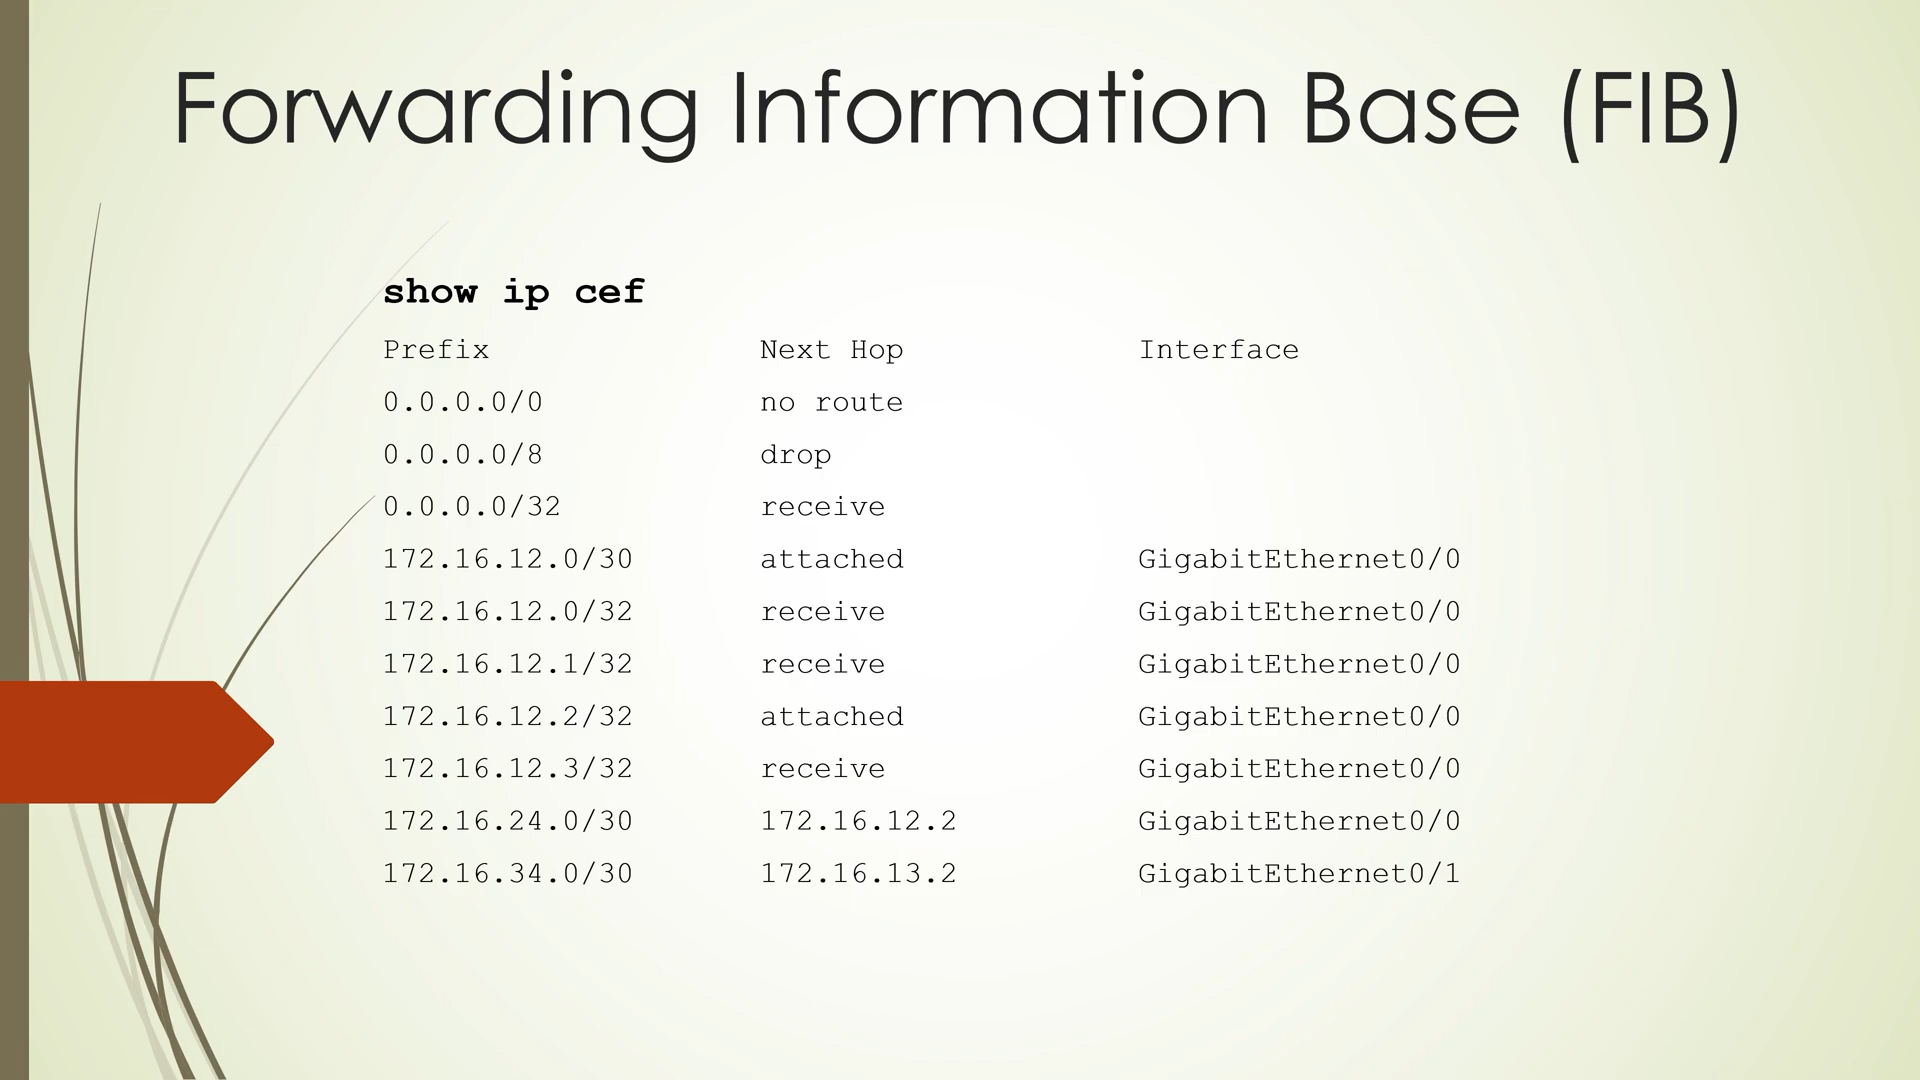 Forwarding Information Base (FIB)
show ip cef
Prefix Next Hop Interface
0.0.0.0/0 no route
0.0.0.0/8 drop
0.0.0.0/32 receive
172.16.12.0/30 attached GigabitEthernet0/0
172.16.12.0/32 receive GigabitEthernet0/0
172.16.12.1/32 receive GigabitEthernet0/0
172.16.12.2/32 attached GigabitEthernet0/0
172.16.12.3/32 receive GigabitEthernet0/0
172.16.24.0/30 172.16.12.2 GigabitEthernet0/0
172.16.34.0/30 172.16.13.2 GigabitEthernet0/1